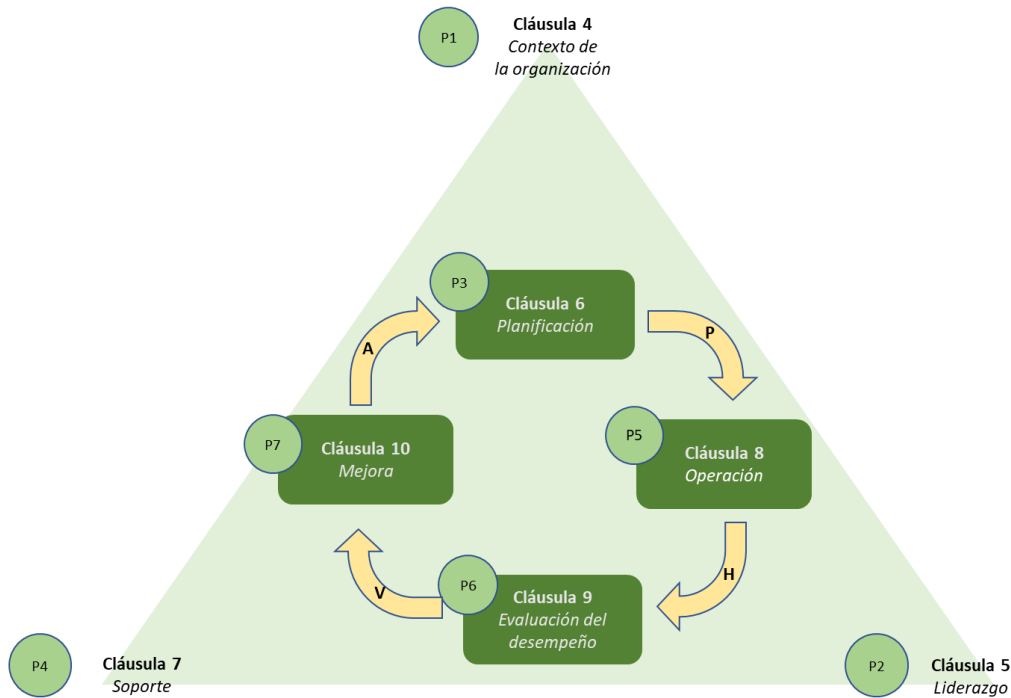 P1
Cláusula 4
Contexto de
la organización
P3
Cláusula 6
Planificación
A
P
P7
Cláusula 10
Mejora
P5
Cláusula 8
Operación
V
H
P6
Cláusula 9
Evaluación del
desempeño
P4
Cláusula 7
Soporte
P2
Cláusula 5
Liderazgo